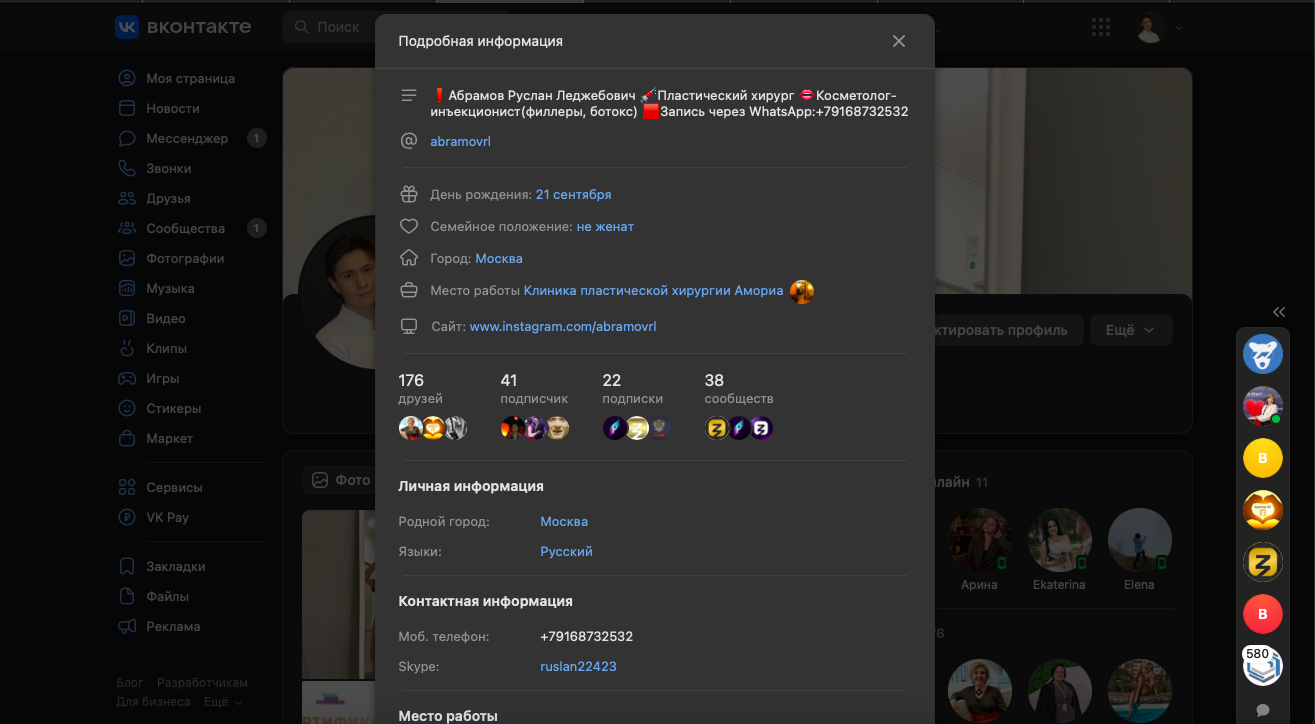 вконтакте
Поиск
Моя страница
Новости
Мессенджер 1
Звонки
Друзья
Сообщества 1
Фотографии
Музыка
Видео
Клипы
Игры
Стикеры
Маркет
Сервисы
VK Pay
Закладки
Файлы
Реклама
Блог Разработчикам
Для бизнеса Ещё
Подробная информация
Абрамов Руслан Леджебович Пластический хирург Косметолог-
инъекционист(филлеры, ботокс) Запись через WhatsApp:+79168732532
abramovrl
День рождения: 21 сентября
Семейное положение: не женат
Город: Москва
Место работы Клиника пластической хирургии Амориа
Сайт: www.instagram.com/abramovrl
176 41 22 38
друзей подписчик подписки сообществ
Личная информация
Родной город: Москва
Языки: Русский
Контактная информация
Моб. телефон: +79168732532
Skype: ruslan22423
Место работы
Фото
ктировать профиль
Ещё
лайн 11
Арина Ekaterina Elena
В
В
580